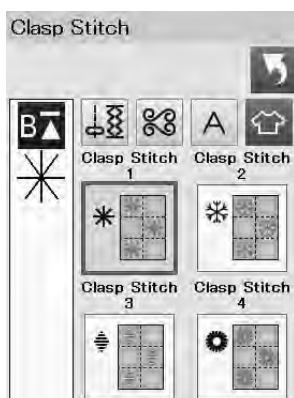 Clasp Stitch
B
A
Clasp Stitch 1
Clasp Stitch 2
Clasp Stitch 3
Clasp Stitch 4